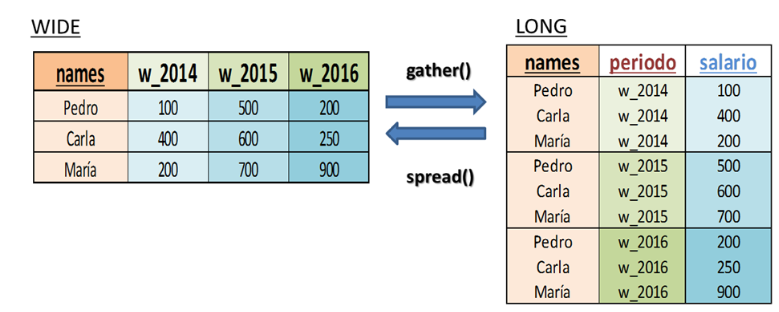 WIDE
names w_2014 w_2015 w_2016
Pedro 100 500 200
Carla 400 600 250
María 200 700 900
gather()
spread()
LONG
names periodo salario
Pedro w_2014 100
Carla w_2014 400
María w_2014 200
Pedro w_2015 500
Carla w_2015 600
María w_2015 700
Pedro w_2016 200
Carla w_2016 250
María w_2016 900